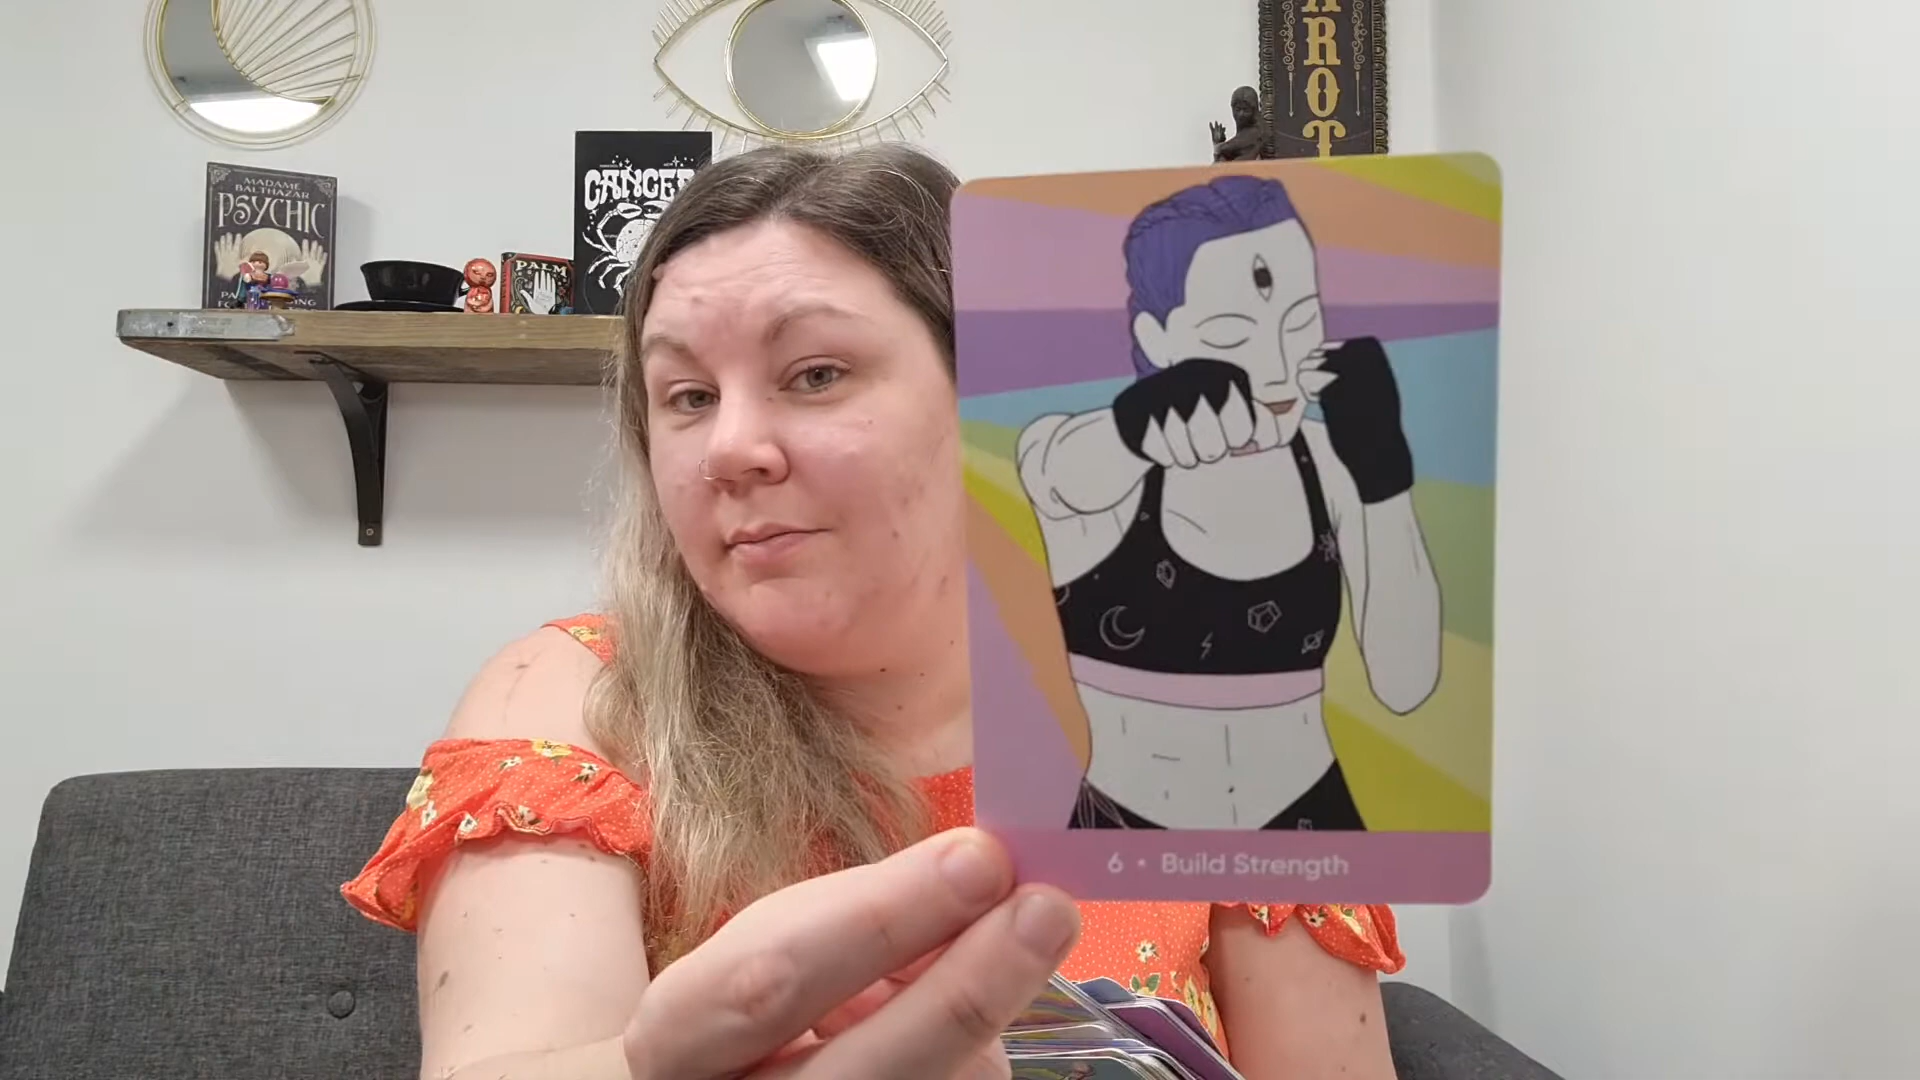 AROT
MADAME
BALTHAZAR
PSYCHIC
CANCER
PALM
6 • Build Strength